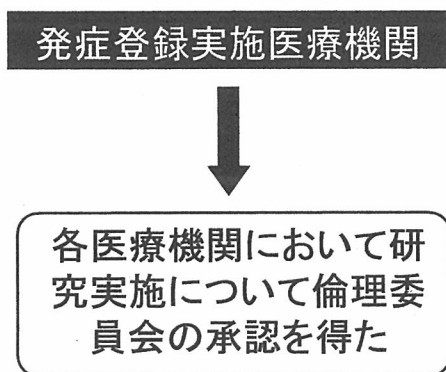 発症登録実施医療機関
各医療機関において研
究実施について倫理委
員会の承認を得た